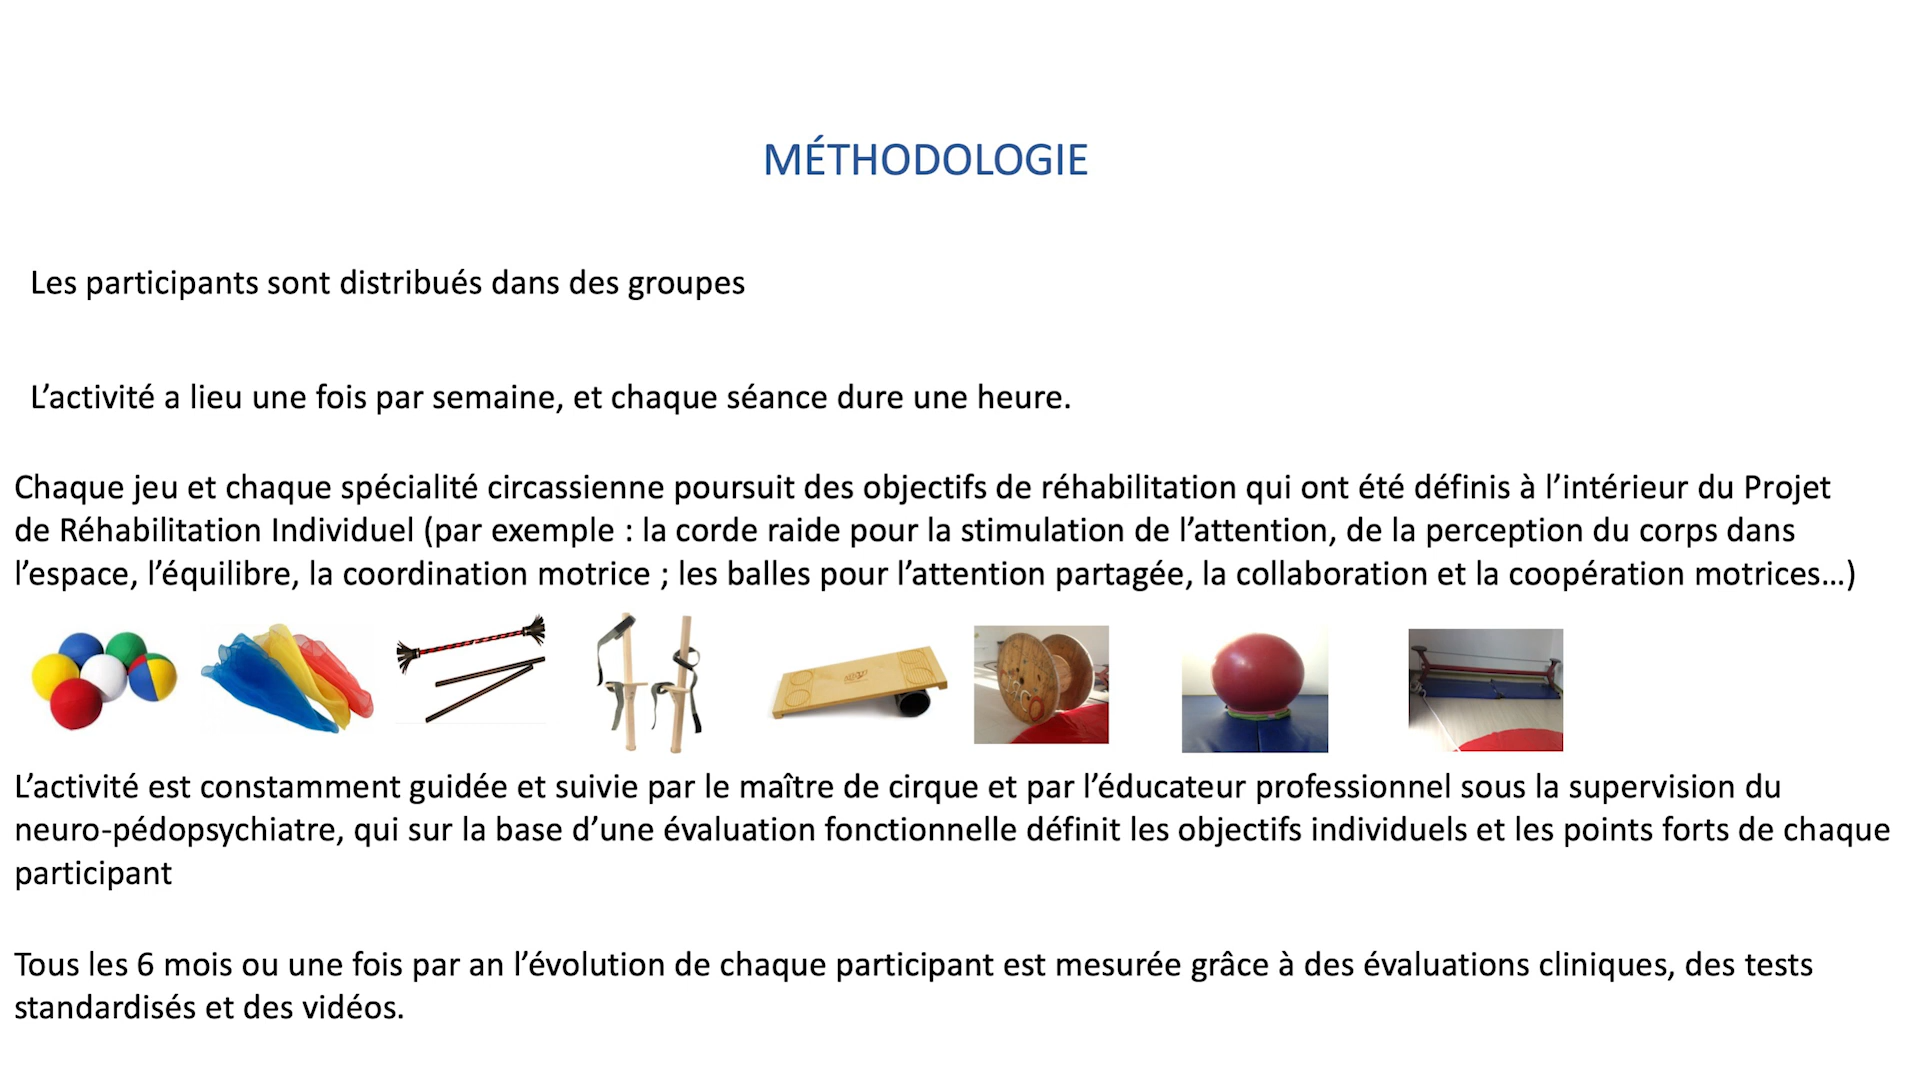 MÉTHODOLOGIE
Les participants sont distribués dans des groupes
L’activité a lieu une fois par semaine, et chaque séance dure une heure.
Chaque jeu et chaque spécialité circassienne poursuit des objectifs de réhabilitation qui ont été définis à l’intérieur du Projet
de Réhabilitation Individuel (par exemple : la corde raide pour la stimulation de l’attention, de la perception du corps dans
l’espace, l’équilibre, la coordination motrice ; les balles pour l’attention partagée, la collaboration et la coopération motrices…)
L’activité est constamment guidée et suivie par le maître de cirque et par l’éducateur professionnel sous la supervision du
neuro-pédopsychiatre, qui sur la base d’une évaluation fonctionnelle définit les objectifs individuels et les points forts de chaque
participant
Tous les 6 mois ou une fois par an l’évolution de chaque participant est mesurée grâce à des évaluations cliniques, des tests
standardisés et des vidéos.